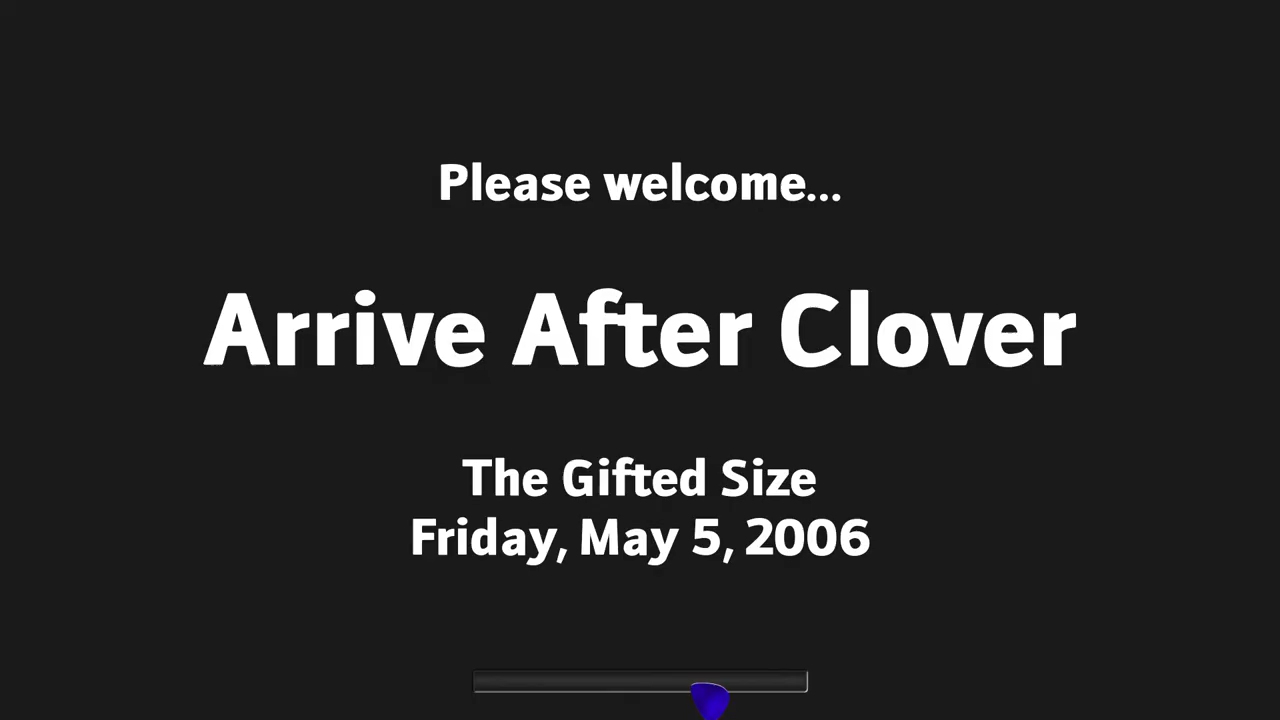 Please welcome...
Arrive After Clover
The Gifted Size
Friday, May 5, 2006